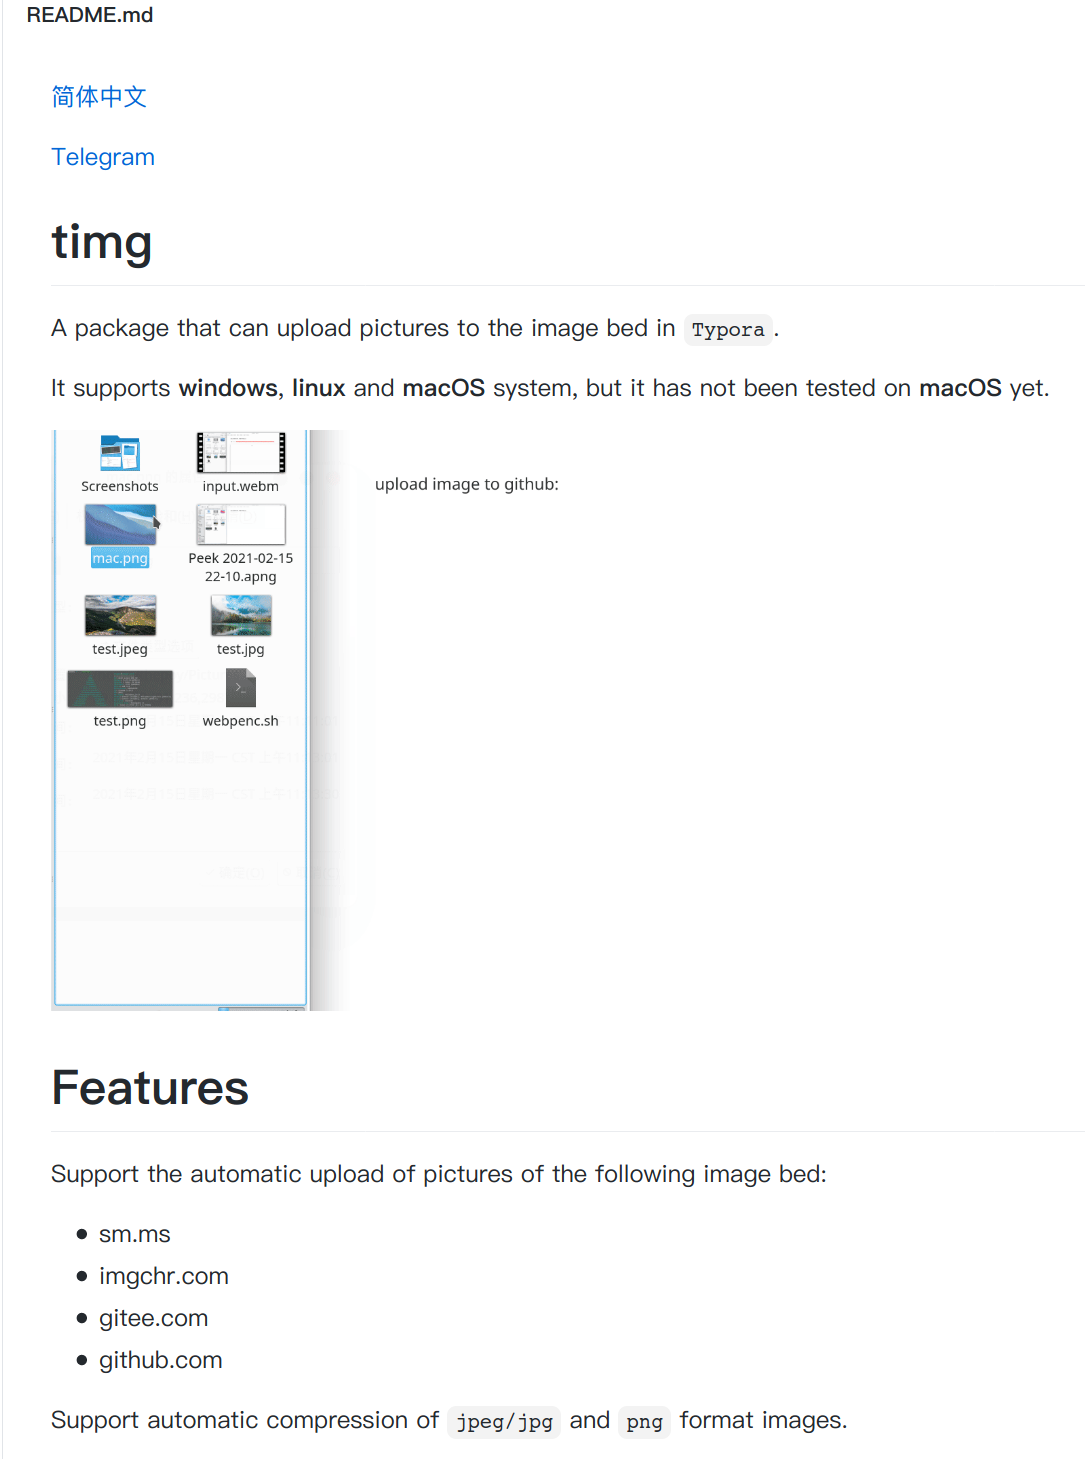 README.md
简体中文
Telegram
timg
A package that can upload pictures to the image bed in Typora.
It supports windows, linux and macOS system, but it has not been tested on macOS yet.
Screenshots
input.webm
upload image to github:
mac.png
Peek 2021-02-15
22-10.apng
test.jpeg
test.jpg
test.png
webpenc.sh
Features
Support the automatic upload of pictures of the following image bed:
sm.ms
imgchr.com
gitee.com
github.com
Support automatic compression of jpeg/jpg and png format images.